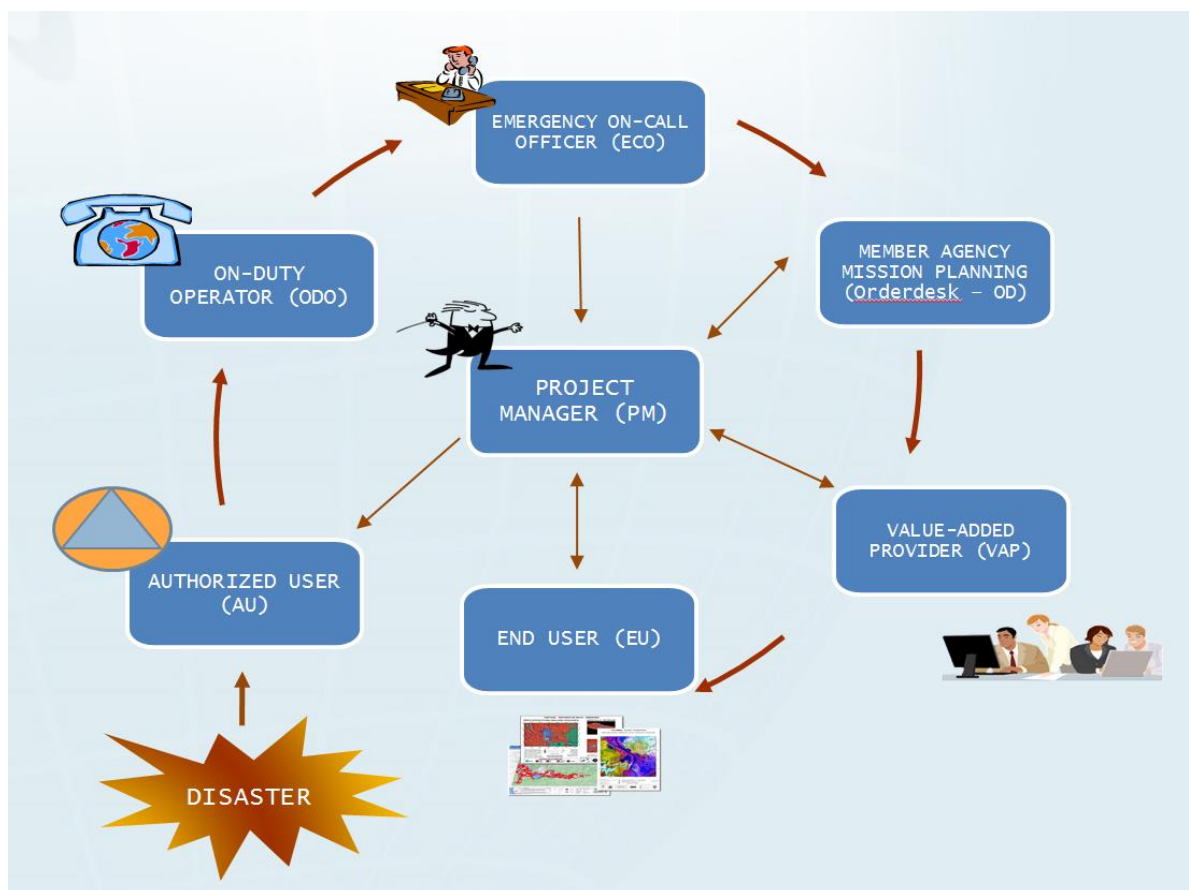 EMERGENCY ON-CALL
OFFICER (ECO)
ON-DUTY
OPERATOR (ODO)
MEMBER AGENCY
MISSION PLANNING
(Orderdesk – OD)
PROJECT
MANAGER (PM)
VALUE-ADDED
PROVIDER (VAP)
AUTHORIZED USER
(AU)
END USER (EU)
DISASTER